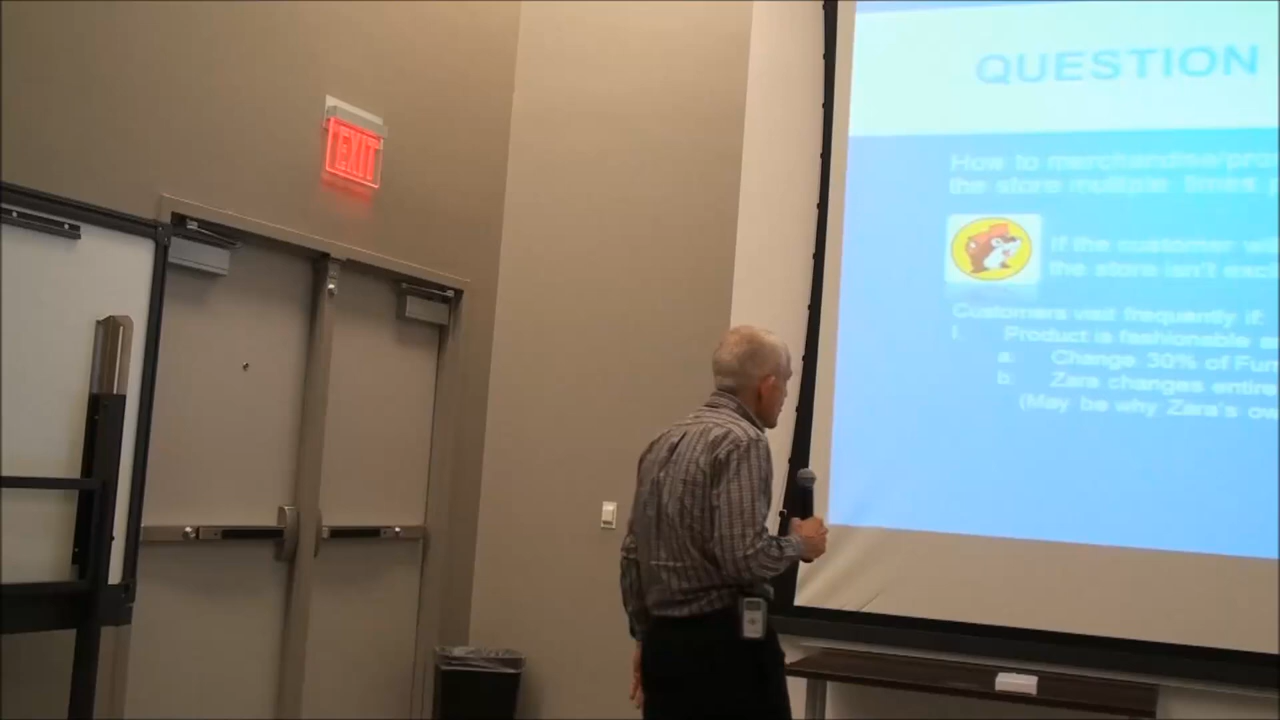 EXIT
QUESTION
How to merchandise/pro
the store multiple times
If the customer wi
the store isn't exci
Customers visit frequently if:
I. Product is fashionable a
a. Change 30% of Fur
b. Zara changes entire
(May be why Zara's ow